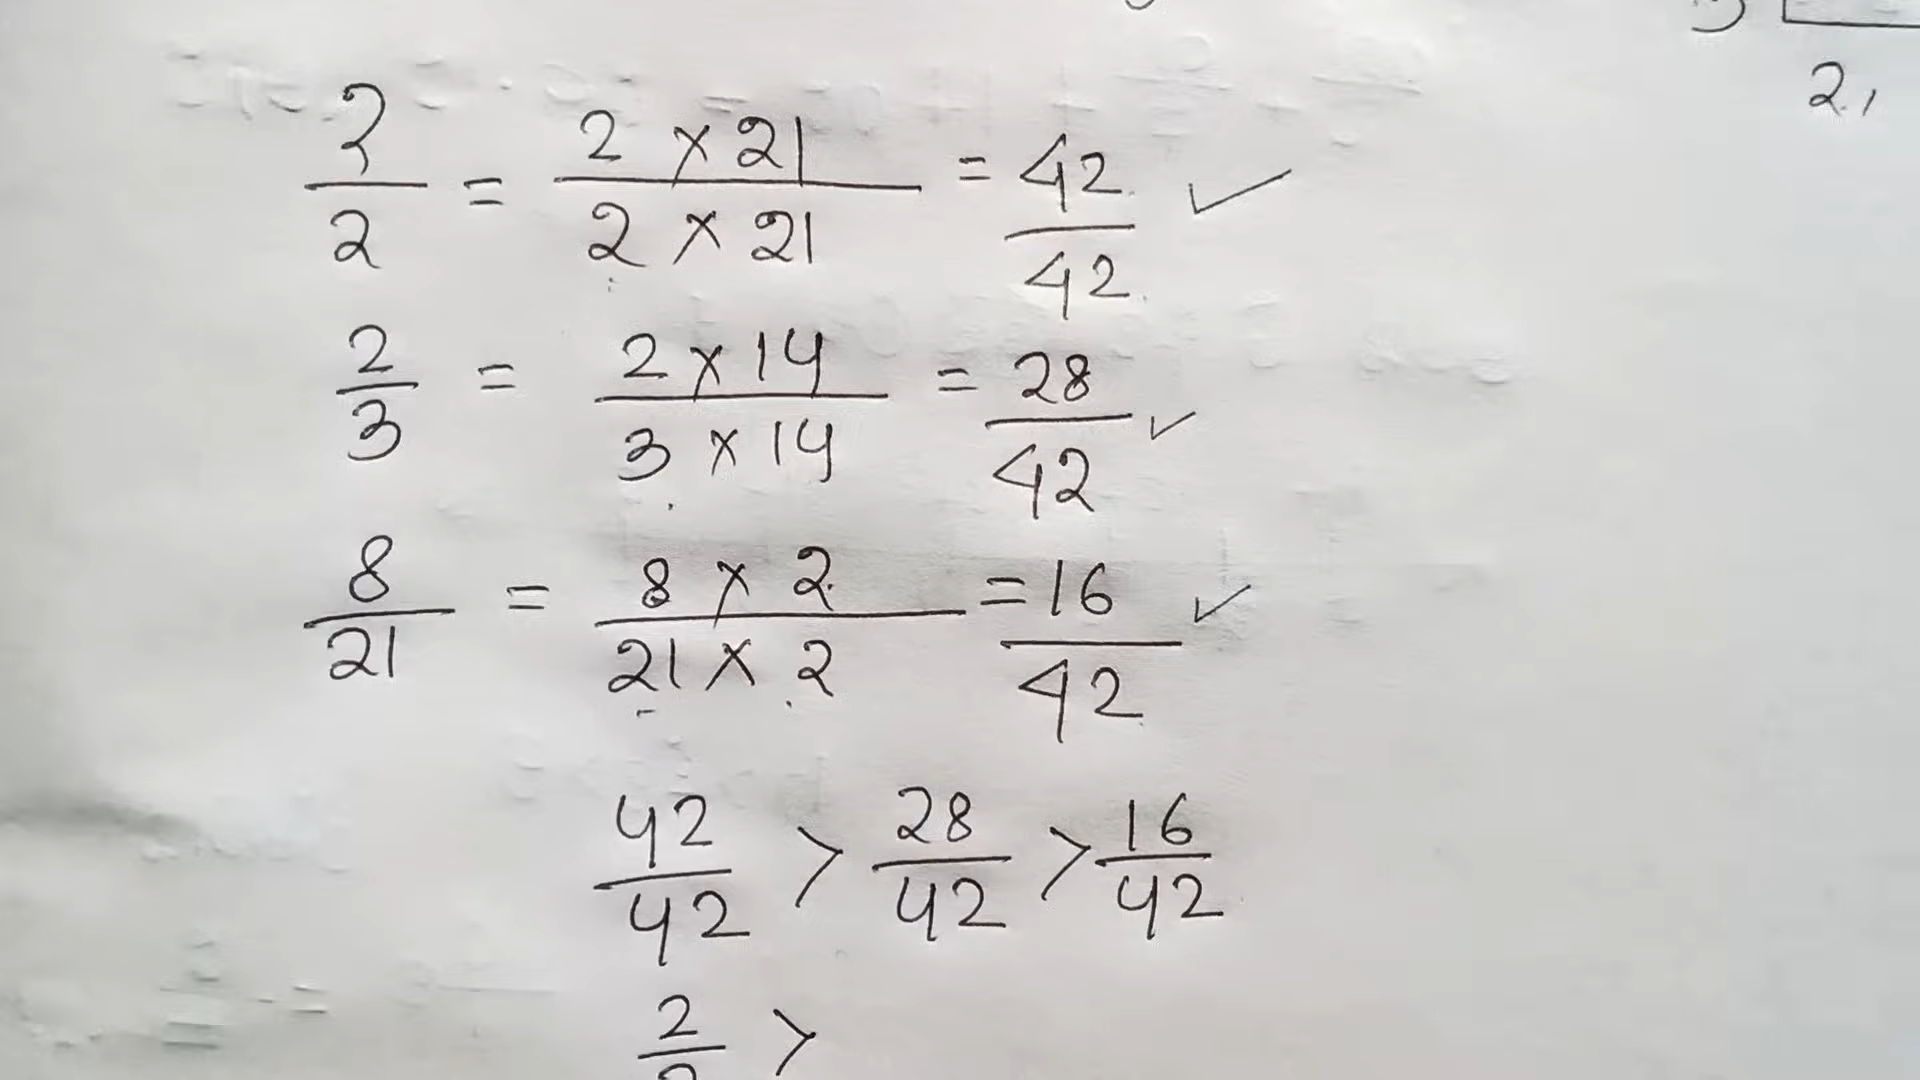 2/2 = 2 × 21 / 2 × 21 = 42/42 ✓
2/3 = 2 × 14 / 3 × 14 = 28/42 ✓
8/21 = 8 × 2 / 21 × 2 = 16/42 ✓
42/42 > 28/42 > 16/42
2/2 >
2,